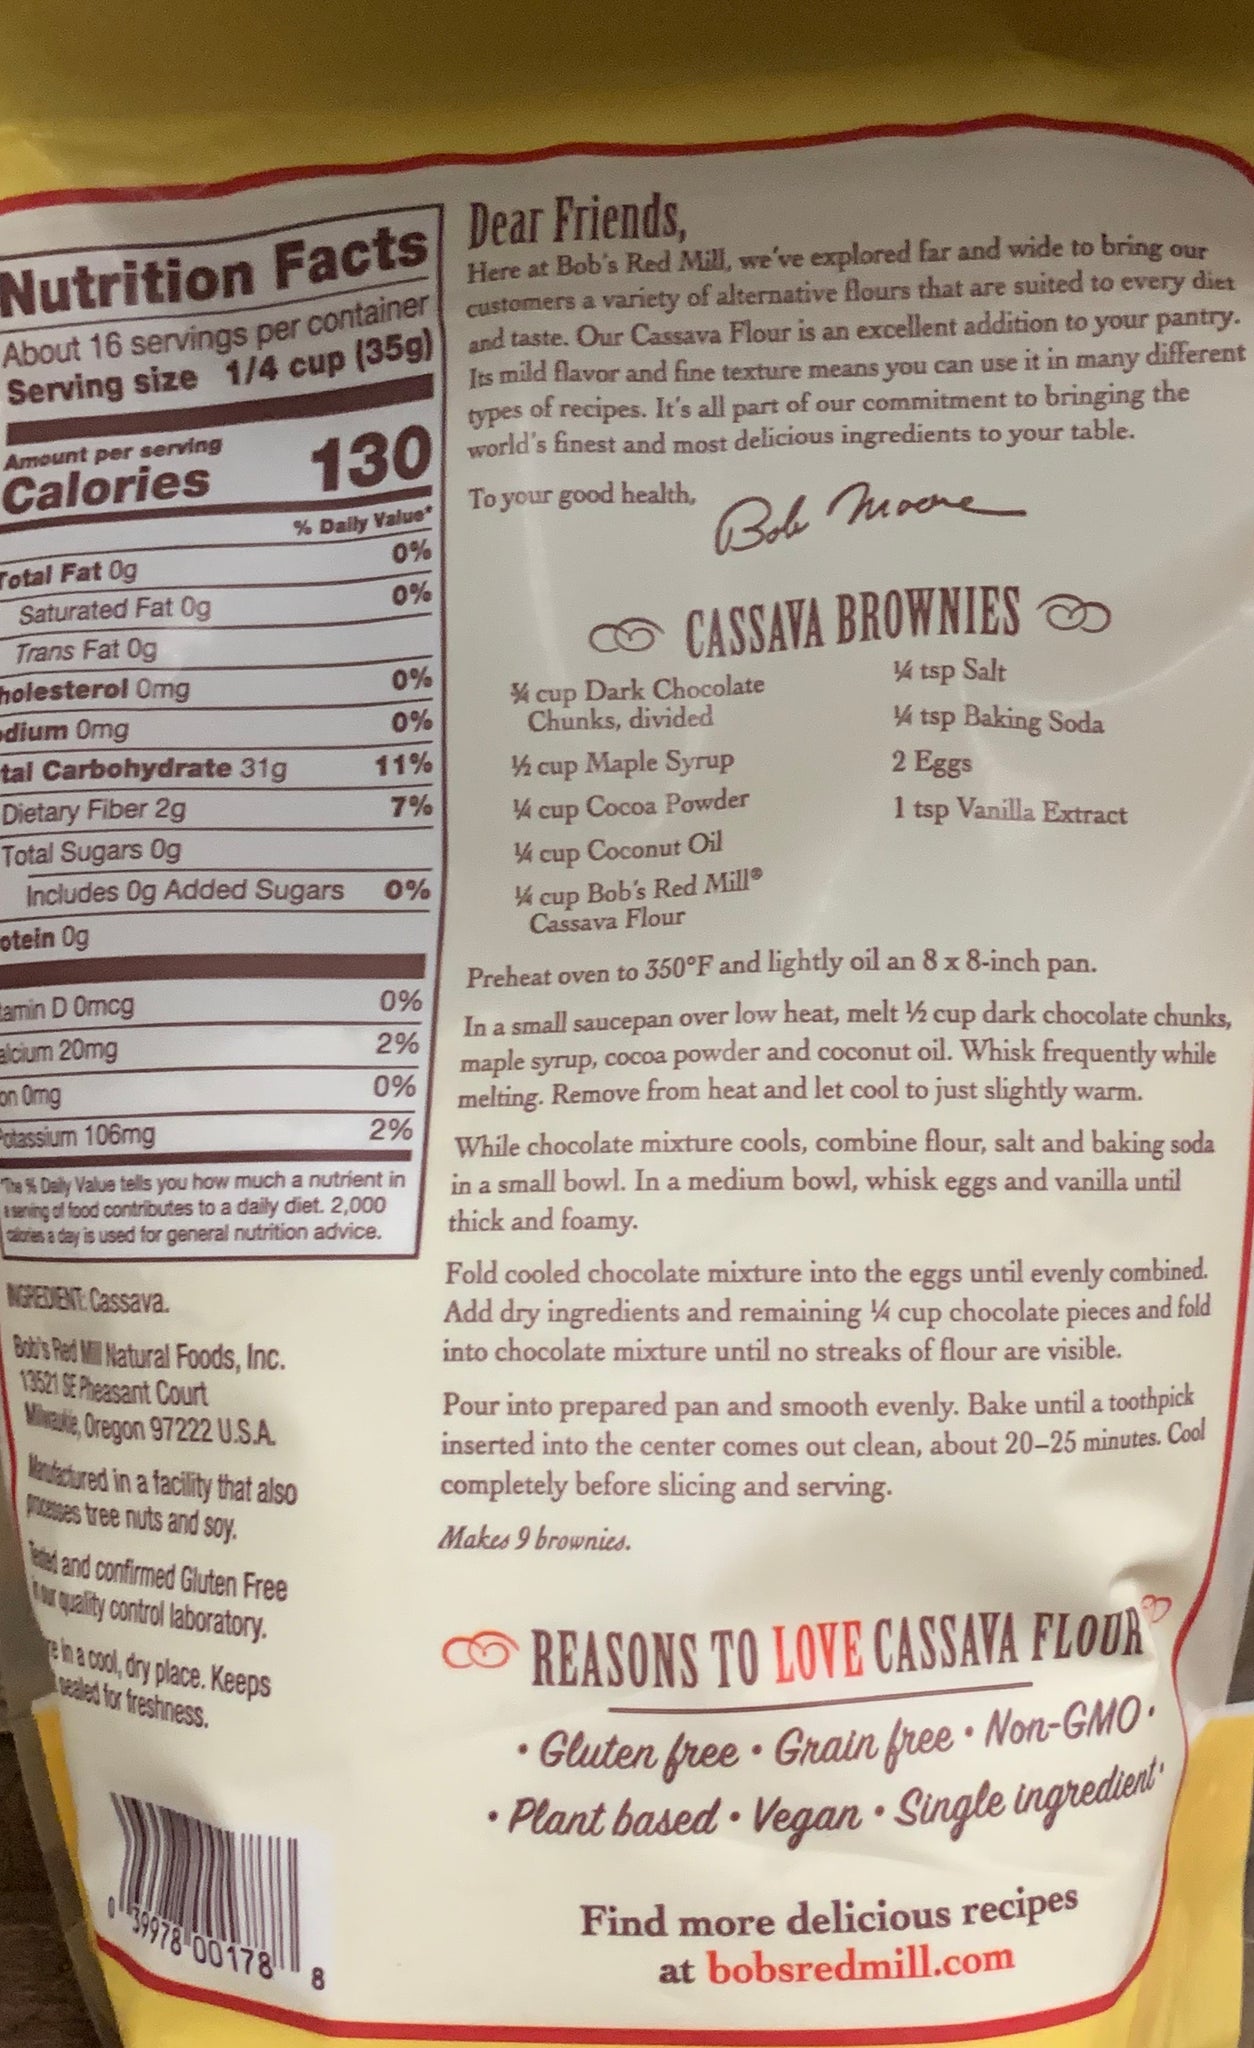 Nutrition Facts
About 16 servings per container
Serving size 1/4 cup (35g)
Amount per serving
Calories 130
% Daily Value*
Total Fat 0g 0%
Saturated Fat 0g 0%
Trans Fat 0g
holesterol 0mg 0%
dium 0mg 0%
tal Carbohydrate 31g 11%
Dietary Fiber 2g 7%
Total Sugars 0g
Includes 0g Added Sugars 0%
otein 0g
tamin D 0mcg 0%
alcium 20mg 2%
on 0mg 0%
Potassium 106mg 2%
*The % Daily Value tells you how much a nutrient in
a serving of food contributes to a daily diet. 2,000
calories a day is used for general nutrition advice.
INGREDIENT: Cassava.
Bob's Red Mill Natural Foods, Inc.
13521 SE Pheasant Court
Milwaukie, Oregon 97222 U.S.A.
Manufactured in a facility that also
processes tree nuts and soy.
Tested and confirmed Gluten Free
in our quality control laboratory.
re in a cool, dry place. Keeps
sealed for freshness.
0 39978 00178 8
Dear Friends,
Here at Bob's Red Mill, we've explored far and wide to bring our
customers a variety of alternative flours that are suited to every diet
and taste. Our Cassava Flour is an excellent addition to your pantry.
Its mild flavor and fine texture means you can use it in many different
types of recipes. It's all part of our commitment to bringing the
world's finest and most delicious ingredients to your table.
To your good health,
Bob Moore
CASSAVA BROWNIES
¾ cup Dark Chocolate
Chunks, divided
½ cup Maple Syrup
¼ cup Cocoa Powder
¼ cup Coconut Oil
¼ cup Bob's Red Mill®
Cassava Flour
¼ tsp Salt
¼ tsp Baking Soda
2 Eggs
1 tsp Vanilla Extract
Preheat oven to 350°F and lightly oil an 8 x 8-inch pan.
In a small saucepan over low heat, melt ½ cup dark chocolate chunks,
maple syrup, cocoa powder and coconut oil. Whisk frequently while
melting. Remove from heat and let cool to just slightly warm.
While chocolate mixture cools, combine flour, salt and baking soda
in a small bowl. In a medium bowl, whisk eggs and vanilla until
thick and foamy.
Fold cooled chocolate mixture into the eggs until evenly combined.
Add dry ingredients and remaining ¼ cup chocolate pieces and fold
into chocolate mixture until no streaks of flour are visible.
Pour into prepared pan and smooth evenly. Bake until a toothpick
inserted into the center comes out clean, about 20–25 minutes. Cool
completely before slicing and serving.
Makes 9 brownies.
REASONS TO LOVE CASSAVA FLOUR
• Gluten free • Grain free • Non-GMO •
• Plant based • Vegan • Single ingredient •
Find more delicious recipes
at bobsredmill.com